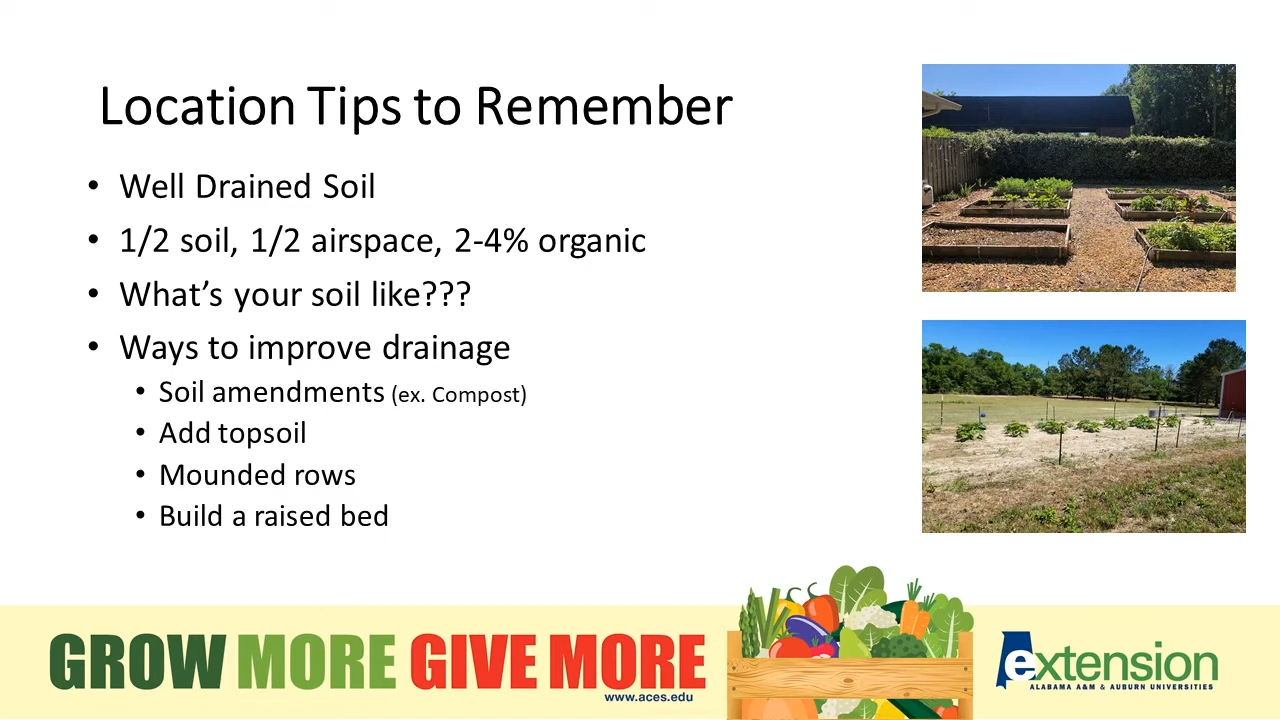 Location Tips to Remember
• Well Drained Soil
• 1/2 soil, 1/2 airspace, 2-4% organic
• What’s your soil like???
• Ways to improve drainage
• Soil amendments (ex. Compost)
• Add topsoil
• Mounded rows
• Build a raised bed
GROW MORE GIVE MORE
www.aces.edu
extension
ALABAMA A&M & AUBURN UNIVERSITIES